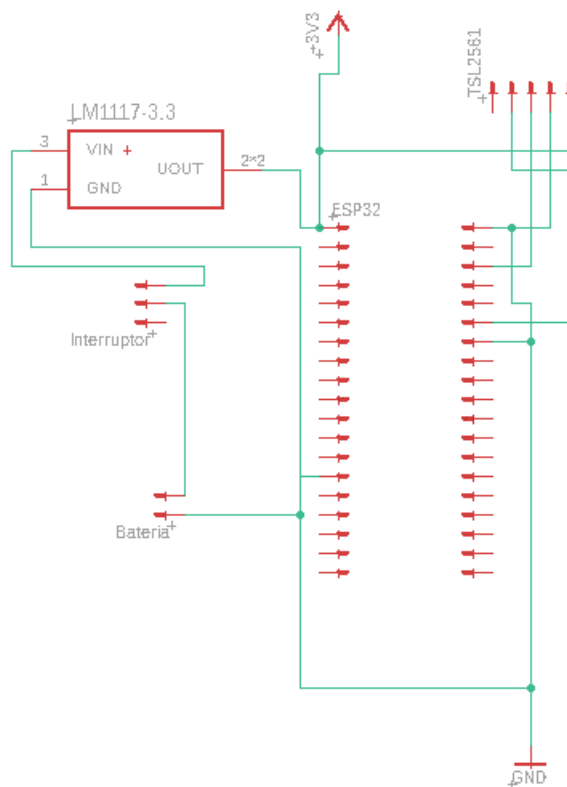 +3V3
TSL2561
LM1117-3.3
3
VIN
UOUT
2*2
1
GND
ESP32
Interruptor
Bateria
GND